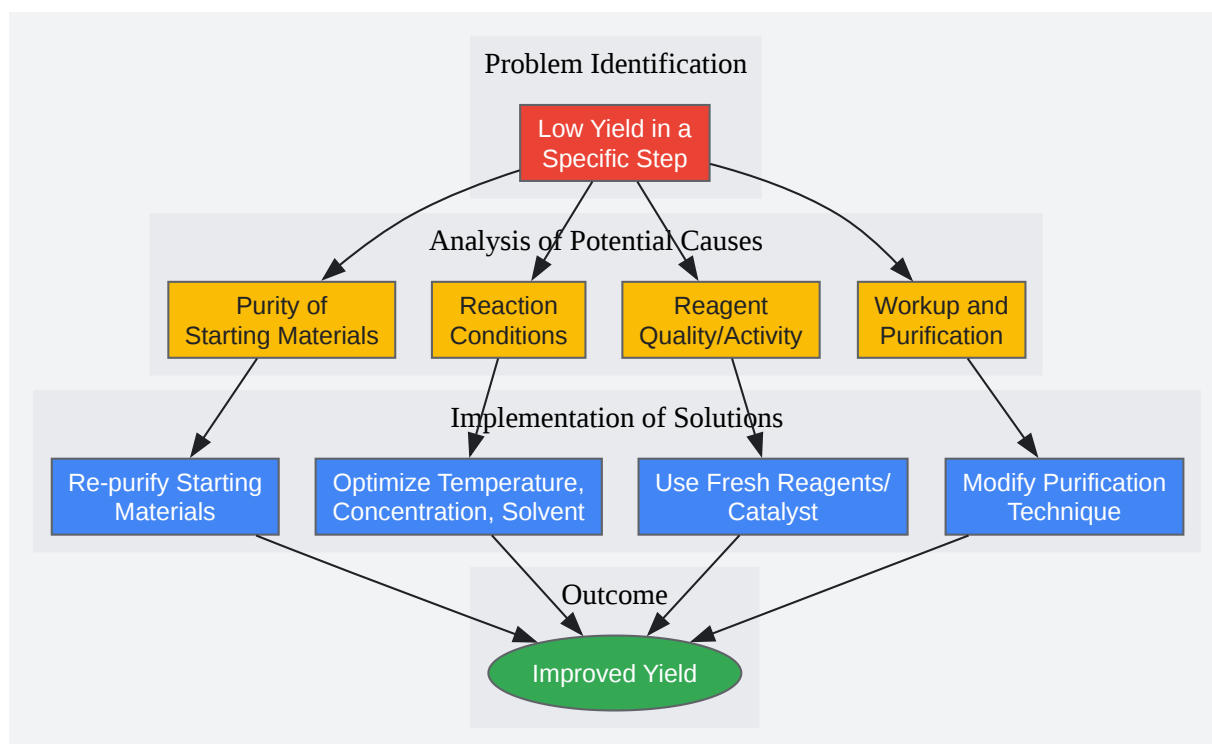 Problem Identification
Low Yield in a
Specific Step
Analysis of Potential Causes
Purity of
Starting Materials
Reaction
Conditions
Reagent
Quality/Activity
Workup and
Purification
Implementation of Solutions
Re-purify Starting
Materials
Optimize Temperature,
Concentration, Solvent
Use Fresh Reagents/
Catalyst
Modify Purification
Technique
Outcome
Improved Yield